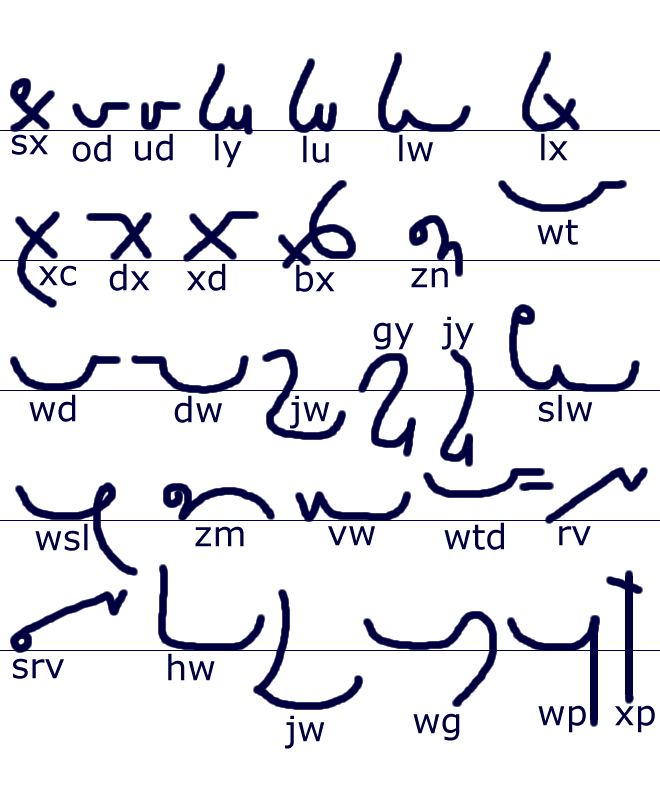 sx od ud ly lu lw lx
xc dx xd bx zn wt
gy jy
wd dw jw slw
wsl zm vw wtd rv
srv hw jw wg wp xp